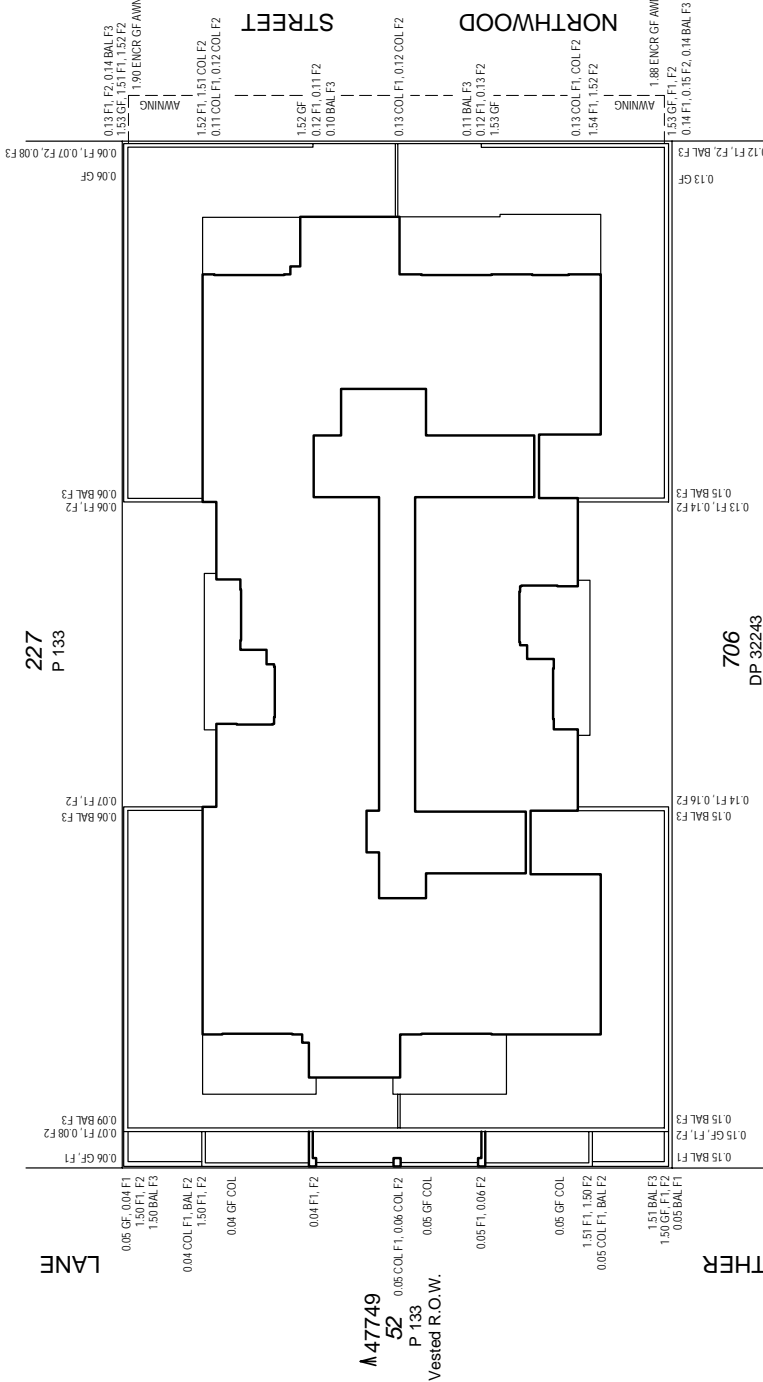 NORTHWOOD
STREET
0.13 F1, F2, 0.14 BAL F3
1.53 GF, 1.51 F1, 1.52 F2
1.90 ENCR GF AWN
AWNING
1.52 F1, 1.51 COL F2
0.11 COL F1, 0.12 COL F2
1.52 GF
0.12 F1, 0.11 F2
0.10 BAL F3
0.13 COL F1, 0.12 COL F2
0.11 BAL F3
0.12 F1, 0.13 F2
1.53 GF
0.13 COL F1, COL F2
1.54 F1, 1.52 F2
AWNING
1.88 ENCR GF AWN
1.53 GF, F1, F2
0.14 F1, 0.15 F2, 0.14 BAL F3
0.06 F1, 0.07 F2, 0.08 F3
0.06 GF
0.12 F1, F2, BAL F3
0.13 GF
0.06 BAL F3
0.06 F1, F2
0.15 BAL F3
0.13 F1, 0.14 F2
227
P 133
706
DP 32243
0.07 F1, F2
0.06 BAL F3
0.14 F1, 0.16 F2
0.15 BAL F3
0.09 BAL F3
0.07 F1, 0.08 F2
0.06 GF, F1
0.15 BAL F3
0.15 GF, F1, F2
0.15 BAL F1
0.05 GF, 0.04 F1
1.50 F1, F2
1.50 BAL F3
0.04 COL F1, BAL F2
1.50 F1, F2
0.04 GF COL
0.04 F1, F2
0.05 COL F1, 0.06 COL F2
0.05 GF COL
0.05 F1, 0.06 F2
0.05 GF COL
1.51 F1, 1.50 F2
0.05 COL F1, BAL F2
1.51 BAL F3
1.50 GF, F1, F2
0.05 BAL F1
THER
LANE
47749
52
P 133
Vested R.O.W.